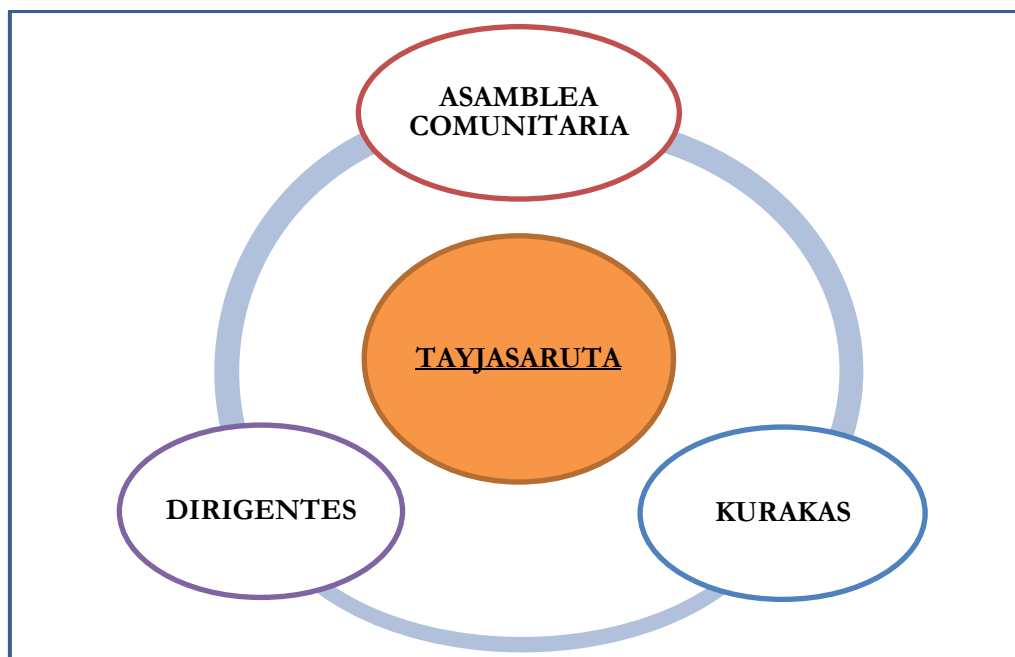 ASAMBLEA
COMUNITARIA
TAYJASARUTA
DIRIGENTES
KURAKAS